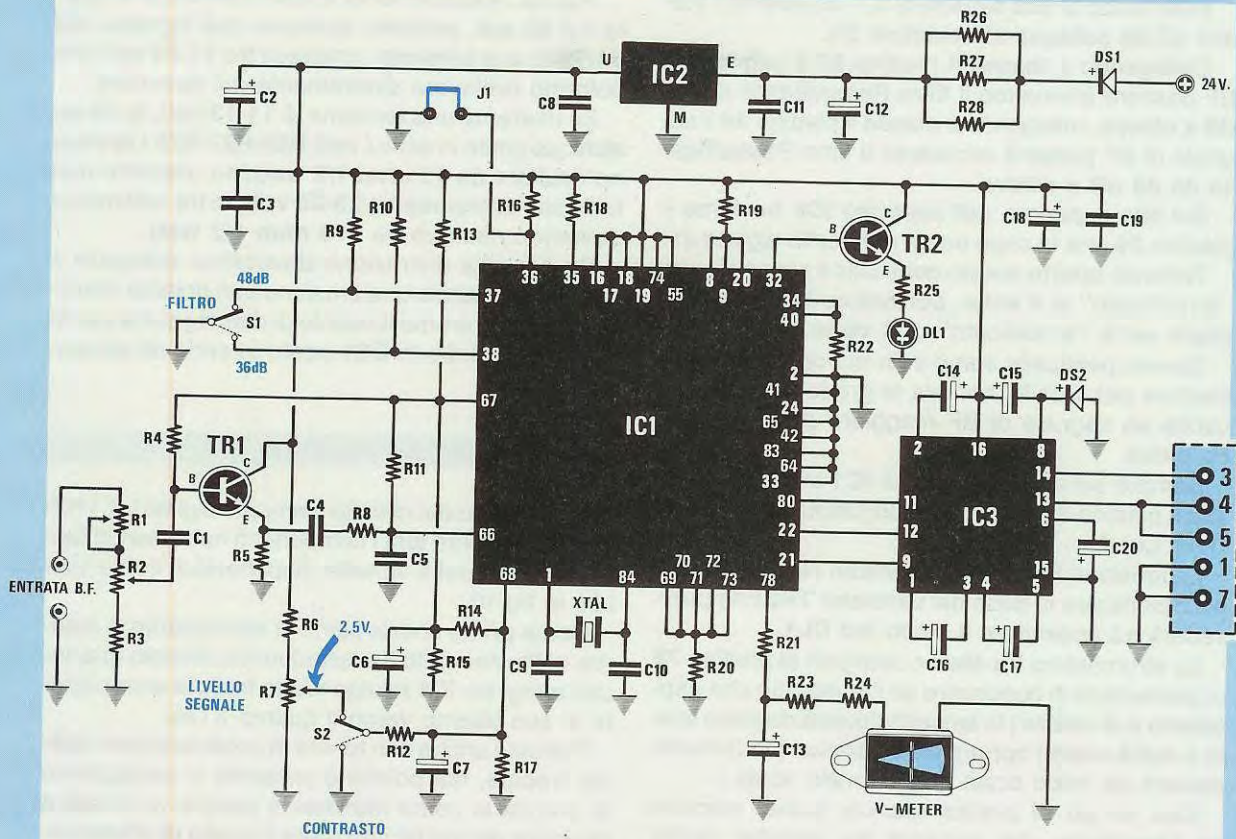 R26
R27
R28
DS1
24V.
U
IC2
E
M
C2
C8
C11
C12
J1
C3
R9
R10
R13
R16
R18
R19
C18
C19
B
C
E
TR2
R25
DL1
36
35
16
17
18
19
74
55
8
9
20
32
FILTRO
48dB
S1
36dB
37
38
34
40
R22
2
41
24
65
42
83
64
33
67
IC1
R4
TR1
B
C
E
R11
C4
R8
66
C1
R5
C5
R1
R2
ENTRATA B.F.
R3
C14
C15
DS2
2
16
8
14
13
6
IC3
11
12
9
1
3
4
15
5
3
4
5
1
7
C20
C16
C17
80
22
21
78
68
1
84
69
70
71
72
73
XTAL
C9
C10
R20
R14
R15
R6
2,5V.
R7
LIVELLO SEGNALE
C6
S2
R12
C7
R17
CONTRASTO
R21
R23
R24
C13
V-METER